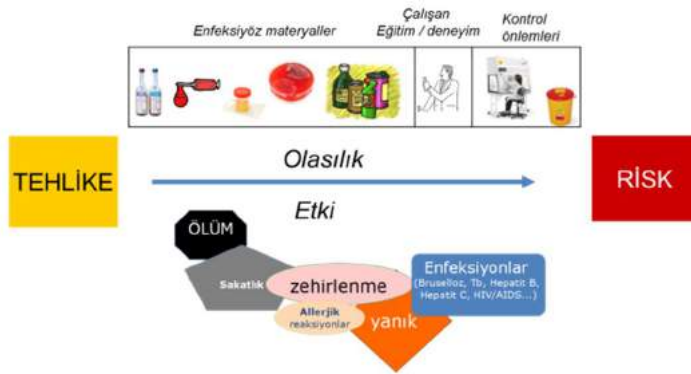 Enfeksiyöz materyaller
Çalışan
Eğitim / deneyim
Kontrol
önlemleri
TEHLİKE
Olasılık
RİSK
Etki
ÖLÜM
Sakatlık
zehirlenme
Allerjik
reaksiyonlar
yanık
Enfeksiyonlar
(Bruselloz, Tb, Hepatit B,
Hepatit C, HIV/AIDS...)